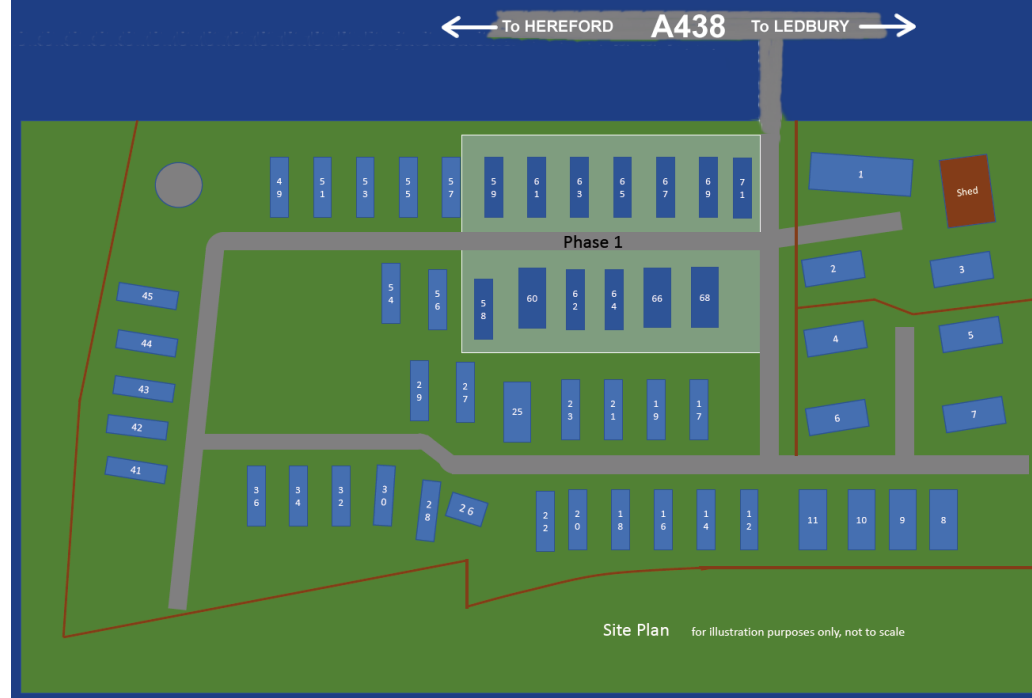 To HEREFORD A438 To LEDBURY
49 51 53 55 57 59 61 63 65 67 69 71 1 Shed
Phase 1
54 56 58 60 62 64 66 68 2 3
45
44
43
42
41
4 5
29 27 25 23 21 19 17 6 7
36 34 32 30 28 26 22 20 18 16 14 12 11 10 9 8
Site Plan for illustration purposes only, not to scale